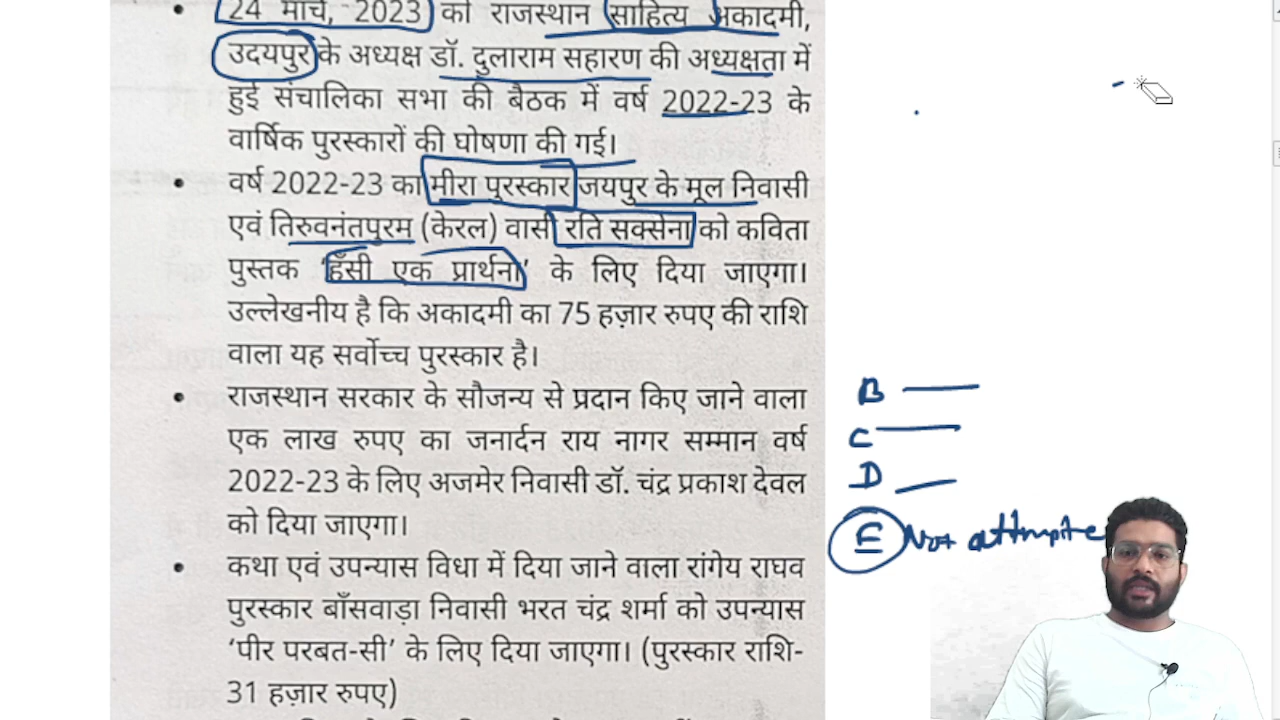 24 मार्च, 2023 को राजस्थान साहित्य अकादमी,
उदयपुर के अध्यक्ष डॉ. दुलाराम सहारण की अध्यक्षता में
हुई संचालिका सभा की बैठक में वर्ष 2022-23 के
वार्षिक पुरस्कारों की घोषणा की गई।
वर्ष 2022-23 का मीरा पुरस्कार जयपुर के मूल निवासी
एवं तिरुवनंतपुरम (केरल) वासी रति सक्सेना को कविता
पुस्तक 'हँसी एक प्रार्थना' के लिए दिया जाएगा।
उल्लेखनीय है कि अकादमी का 75 हज़ार रुपए की राशि
वाला यह सर्वोच्च पुरस्कार है।
राजस्थान सरकार के सौजन्य से प्रदान किए जाने वाला
एक लाख रुपए का जनार्दन राय नागर सम्मान वर्ष
2022-23 के लिए अजमेर निवासी डॉ. चंद्र प्रकाश देवल
को दिया जाएगा।
कथा एवं उपन्यास विधा में दिया जाने वाला रांगेय राघव
पुरस्कार बाँसवाड़ा निवासी भरत चंद्र शर्मा को उपन्यास
'पीर परबत-सी' के लिए दिया जाएगा। (पुरस्कार राशि-
31 हज़ार रुपए)
B
C
D
E Not attempte